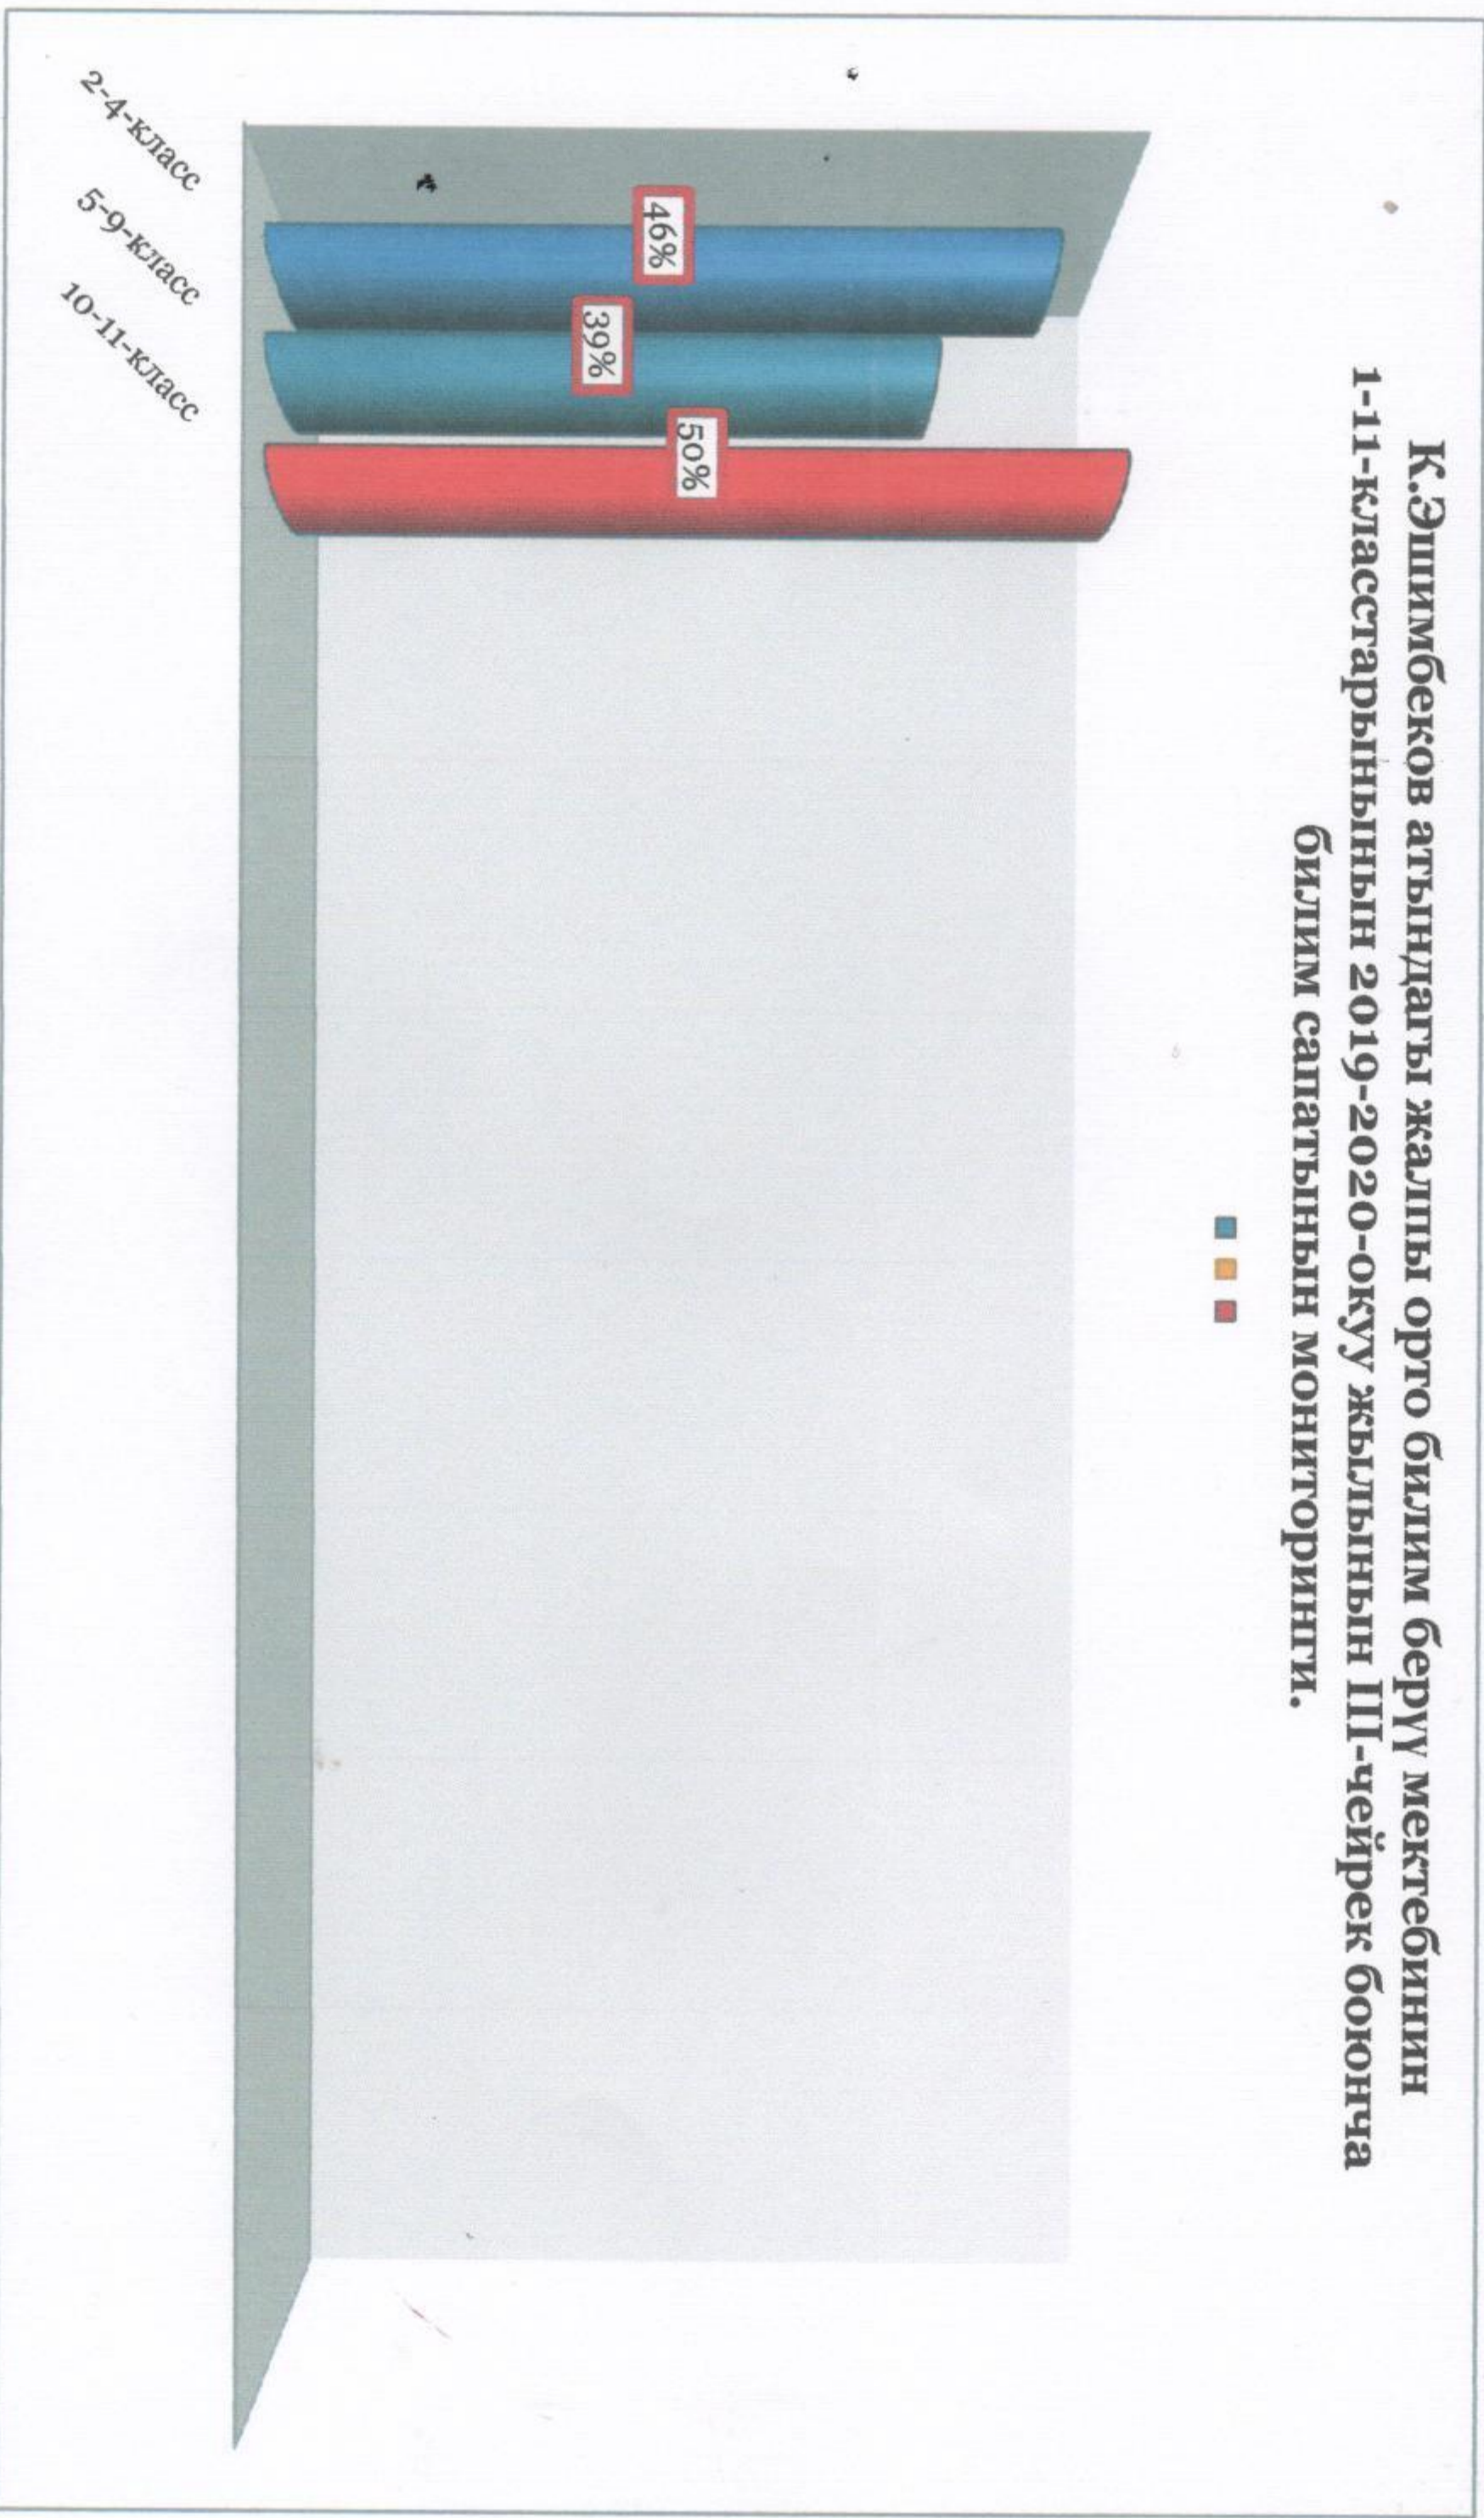 К.Эшимбеков атындагы жалпы орто билим берүү мектебинин
1-11-класстарынынын 2019-2020-окуу жылынын III-чейрек боюнча
билим сапатынын мониторинги.
46%
39%
50%
2-4-класс
5-9-класс
10-11-класс